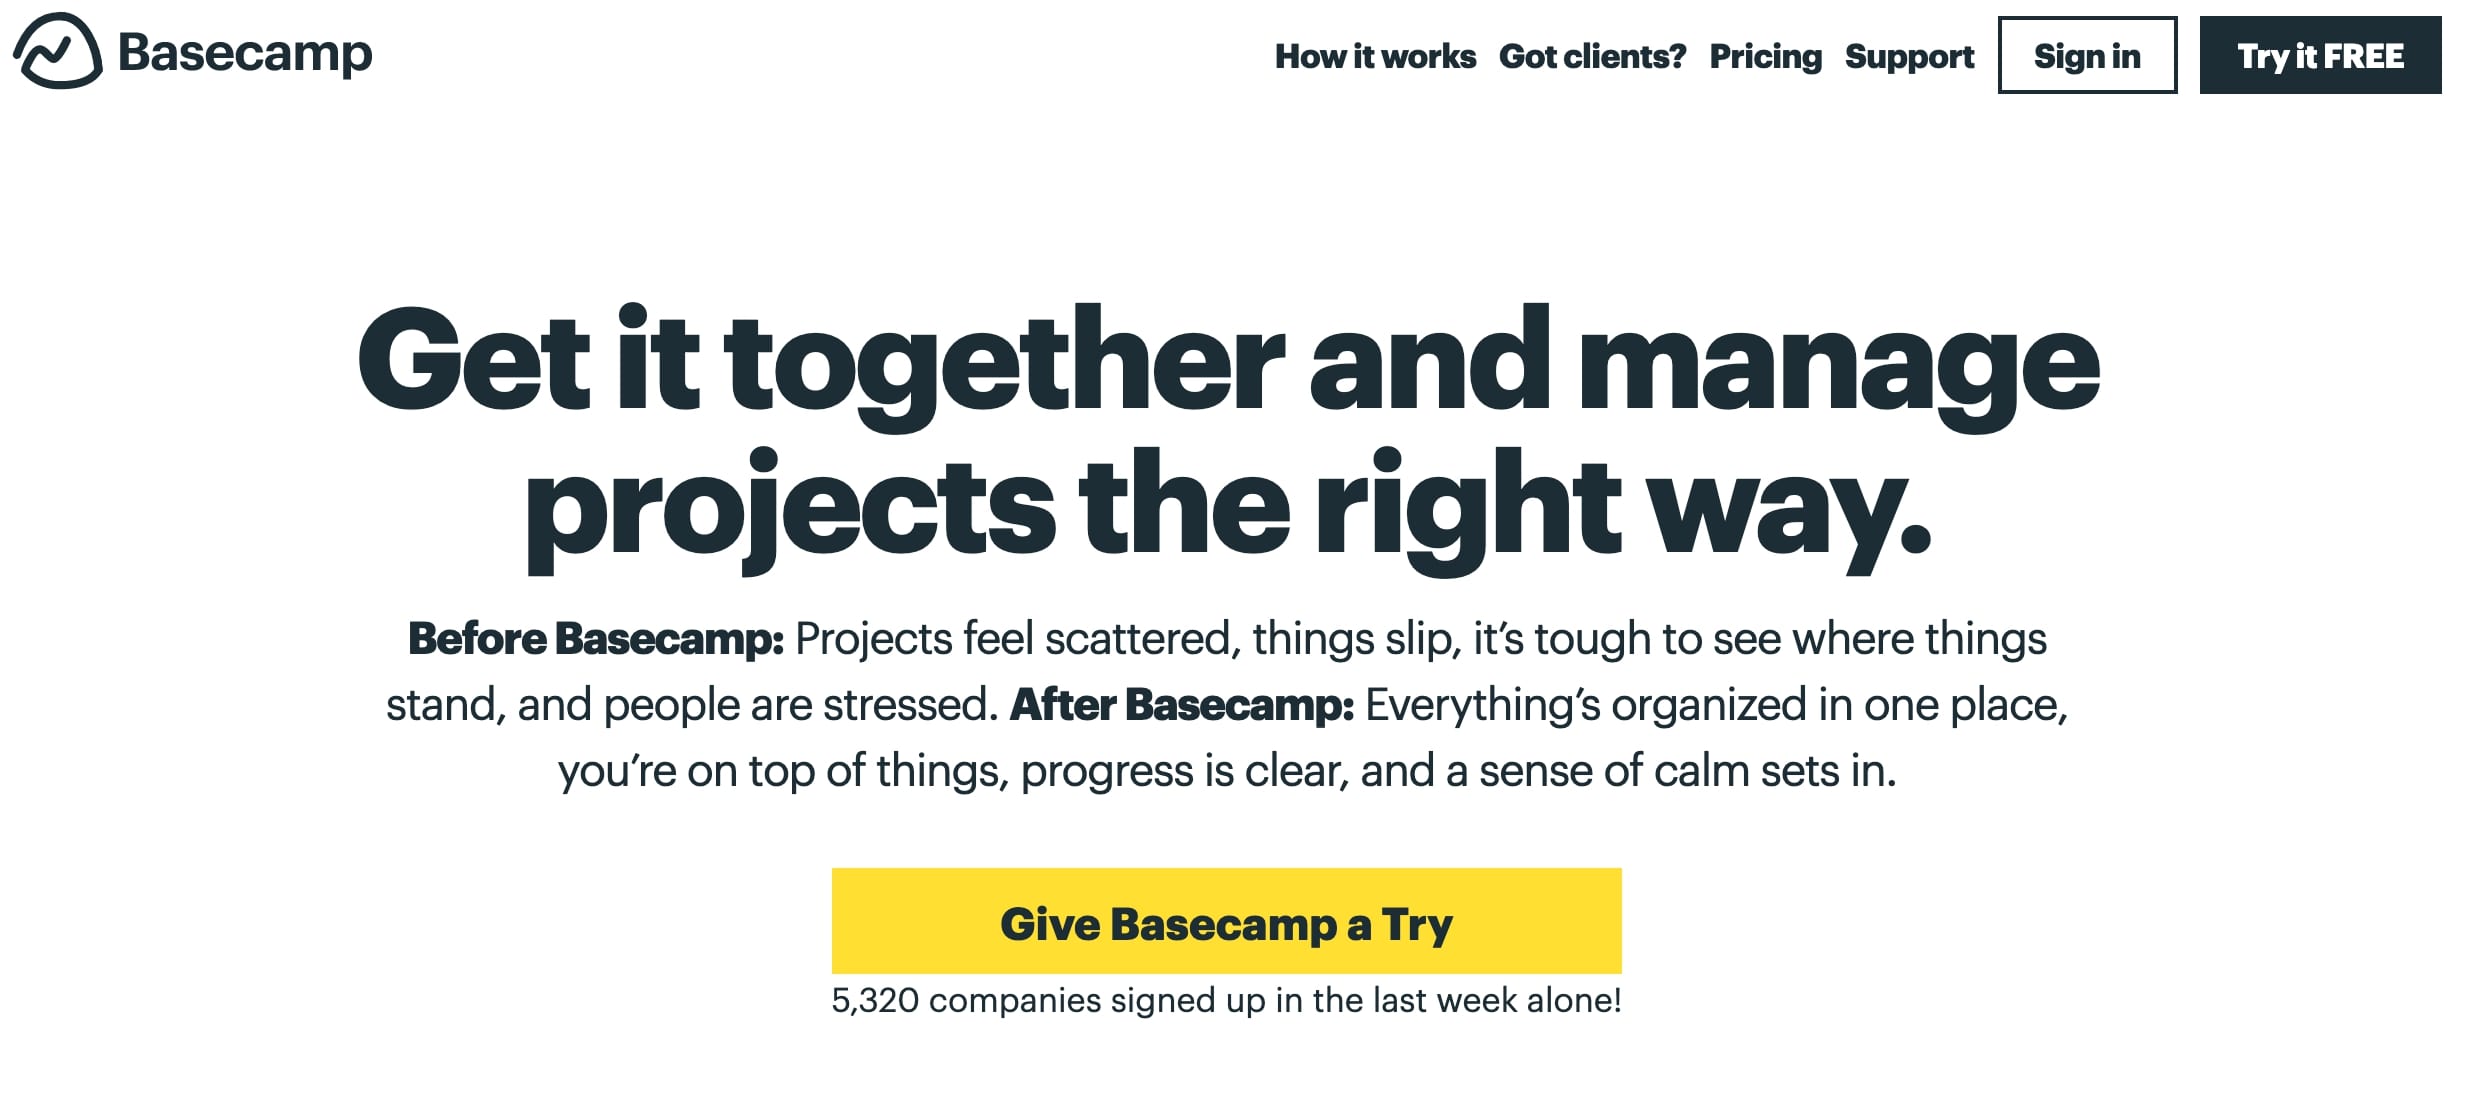 Basecamp
How it works Got clients? Pricing Support Sign in Try it FREE
Get it together and manage
projects the right way.
Before Basecamp: Projects feel scattered, things slip, it’s tough to see where things
stand, and people are stressed. After Basecamp: Everything’s organized in one place,
you’re on top of things, progress is clear, and a sense of calm sets in.
Give Basecamp a Try
5,320 companies signed up in the last week alone!